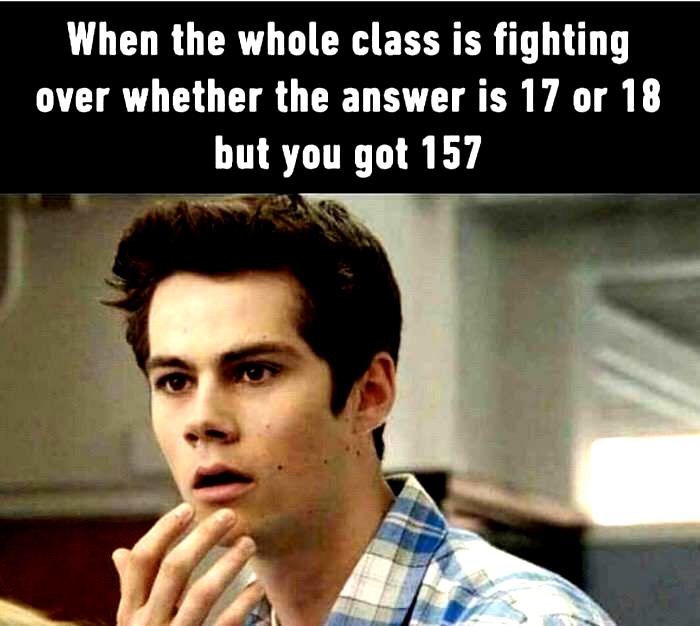 When the whole class is fighting
over whether the answer is 17 or 18
but you got 157